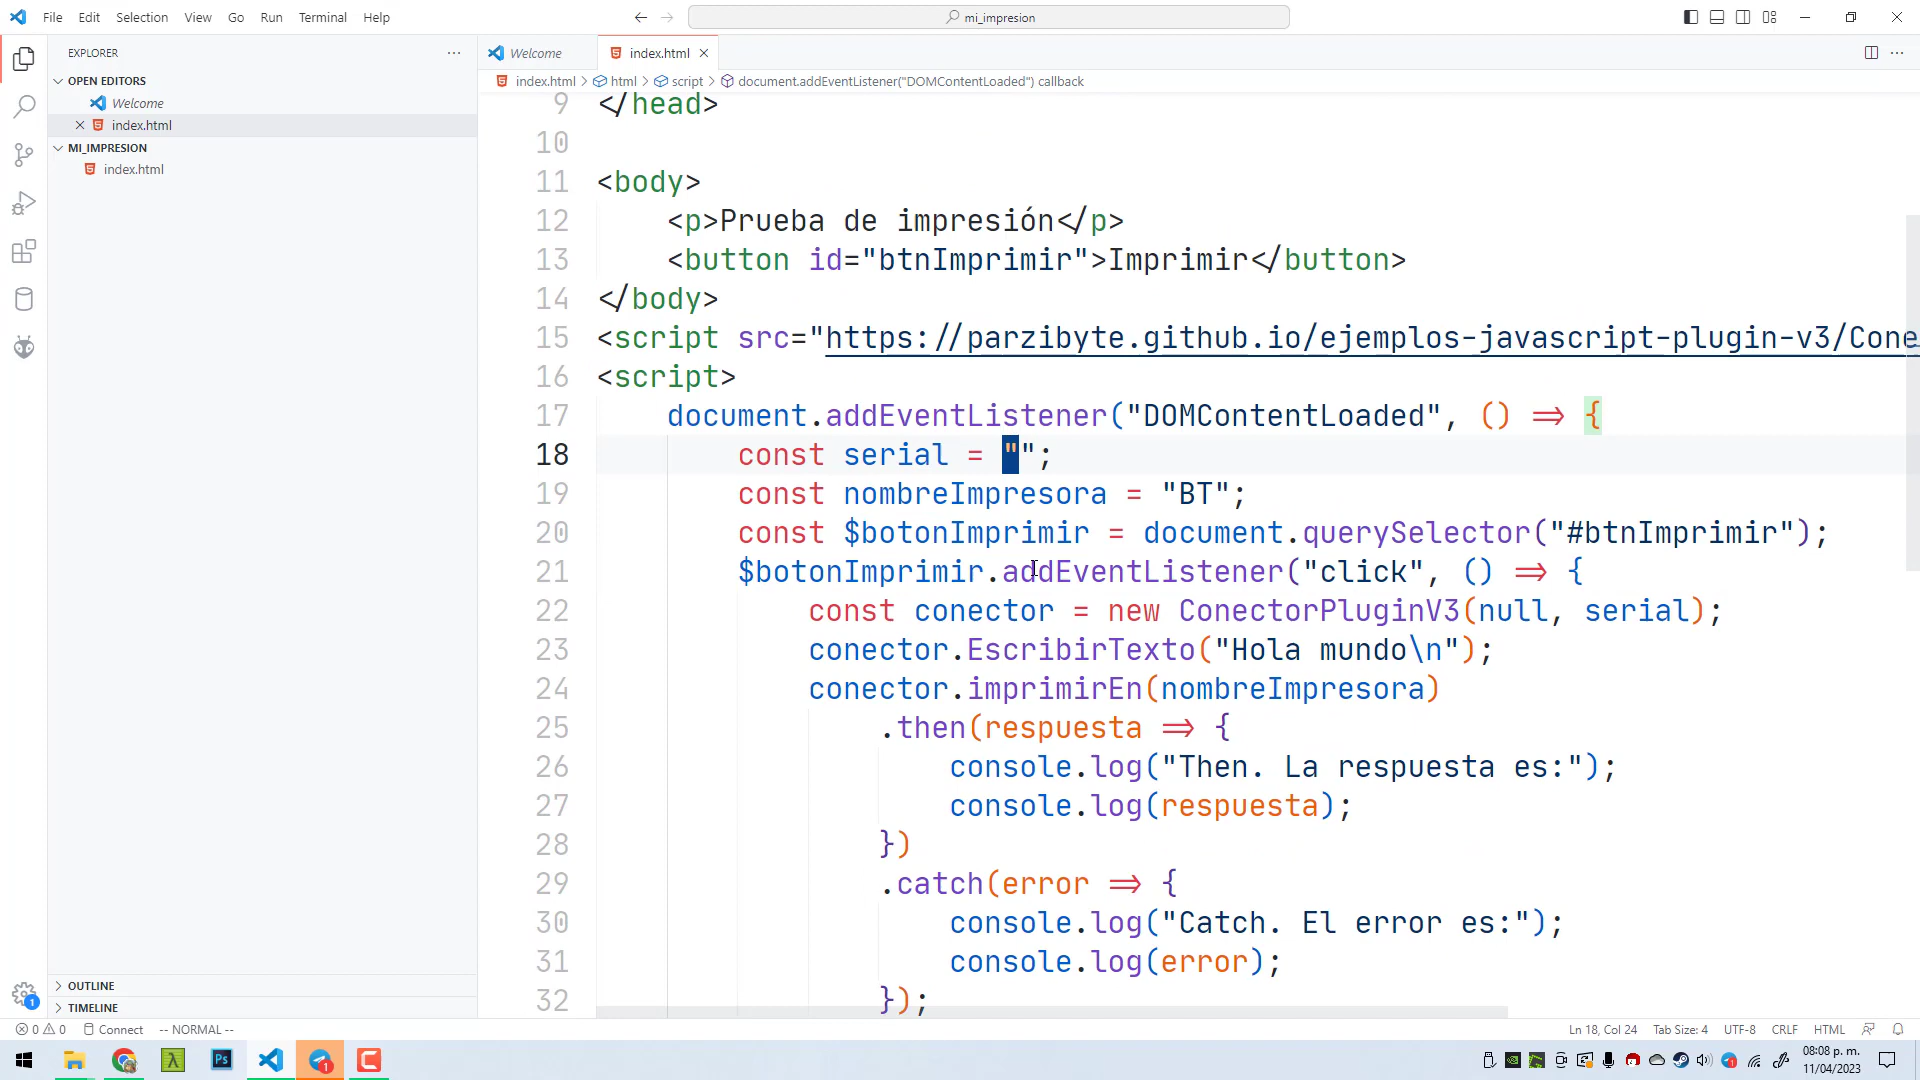 File Edit Selection View Go Run Terminal Help
mi_impresion
EXPLORER
OPEN EDITORS
Welcome
index.html
MI_IMPRESION
index.html
OUTLINE
TIMELINE
Welcome index.html
index.html > html > script > document.addEventListener("DOMContentLoaded") callback
9 </head>
10
11 <body>
12 <p>Prueba de impresión</p>
13 <button id="btnImprimir">Imprimir</button>
14 </body>
15 <script src="https://parzibyte.github.io/ejemplos-javascript-plugin-v3/Cone
16 <script>
17 document.addEventListener("DOMContentLoaded", () => {
18 const serial = "";
19 const nombreImpresora = "BT";
20 const $botonImprimir = document.querySelector("#btnImprimir");
21 $botonImprimir.addEventListener("click", () => {
22 const conector = new ConectorPluginV3(null, serial);
23 conector.EscribirTexto("Hola mundo\n");
24 conector.imprimirEn(nombreImpresora)
25 .then(respuesta => {
26 console.log("Then. La respuesta es:");
27 console.log(respuesta);
28 })
29 .catch(error => {
30 console.log("Catch. El error es:");
31 console.log(error);
32 });
1
0 0 Connect -- NORMAL -- Ln 18, Col 24 Tab Size: 4 UTF-8 CRLF HTML
Ps
1
08:08 p. m.
11/04/2023